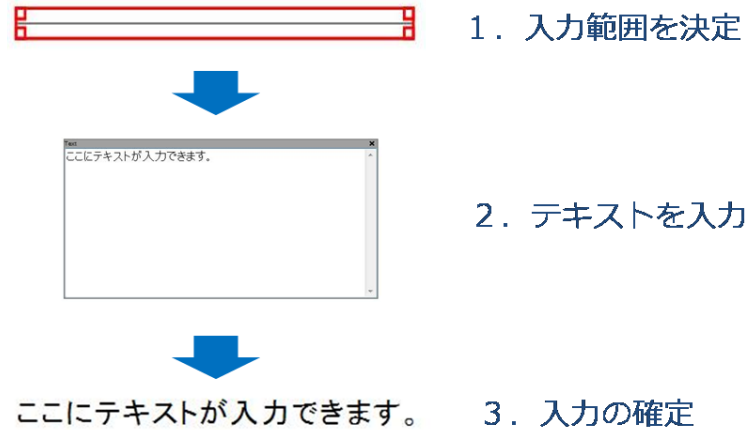 １．入力範囲を決定
Text
ここにテキストが入力できます。
２．テキストを入力
ここにテキストが入力できます。
３．入力の確定